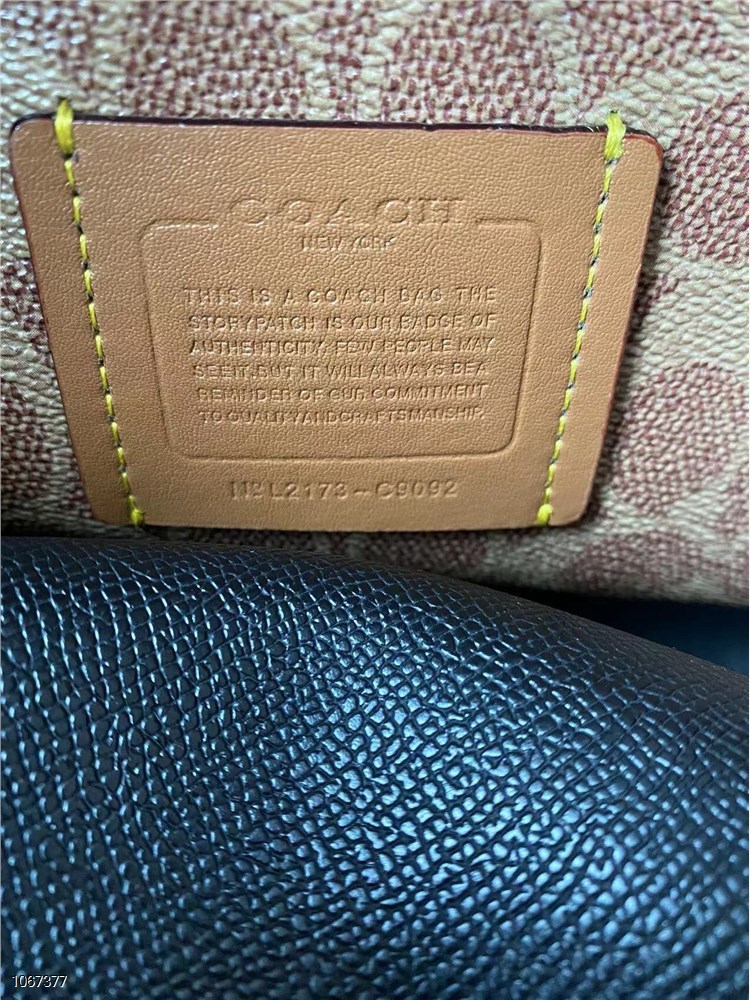 COACH
NEW YORK
THIS IS A COACH BAG THE
STORYPATCH IS OUR BADGE OF
AUTHENTICITY. FEW PEOPLE MAY
SEE IT, BUT IT WILL ALWAYS BE A
REMINDER OF OUR COMMITMENT
TO QUALITY AND CRAFTSMANSHIP.
Nº L2173-C9092
1067377